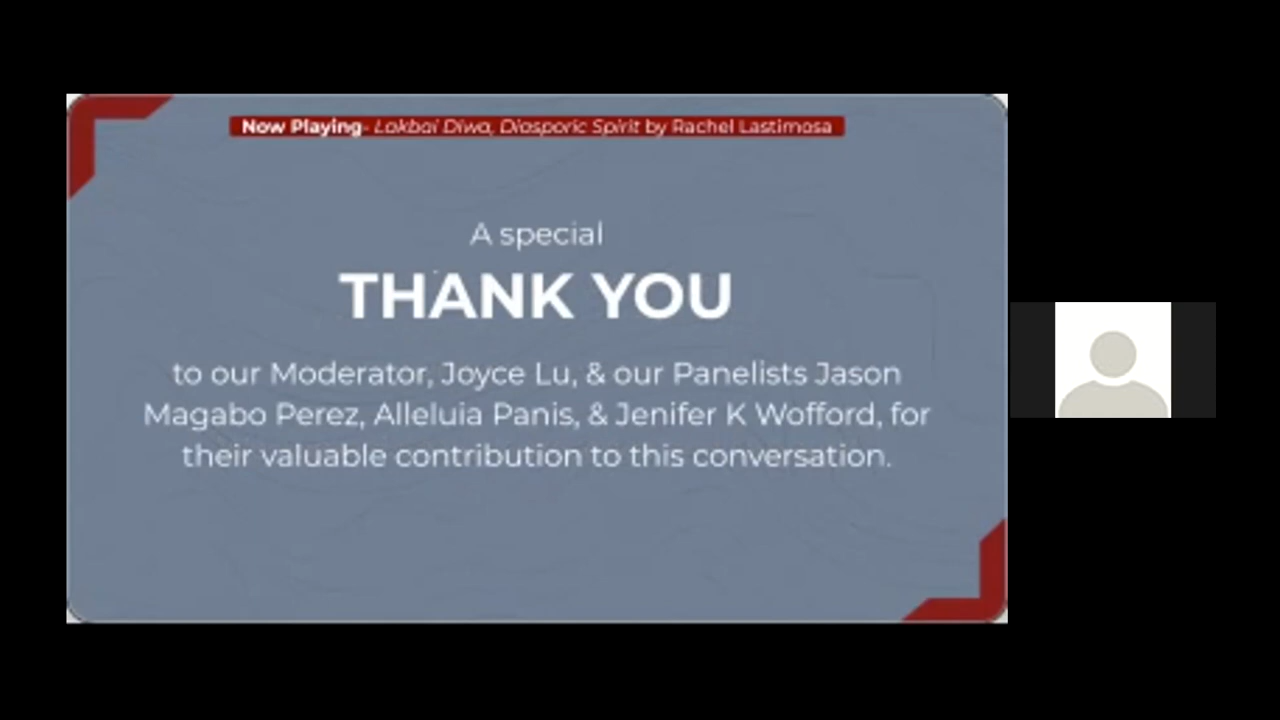 Now Playing- Lakbai Diwa, Diasporic Spirit by Rachel Lastimosa
A special
THANK YOU
to our Moderator, Joyce Lu, & our Panelists Jason
Magabo Perez, Alleluia Panis, & Jenifer K Wofford, for
their valuable contribution to this conversation.